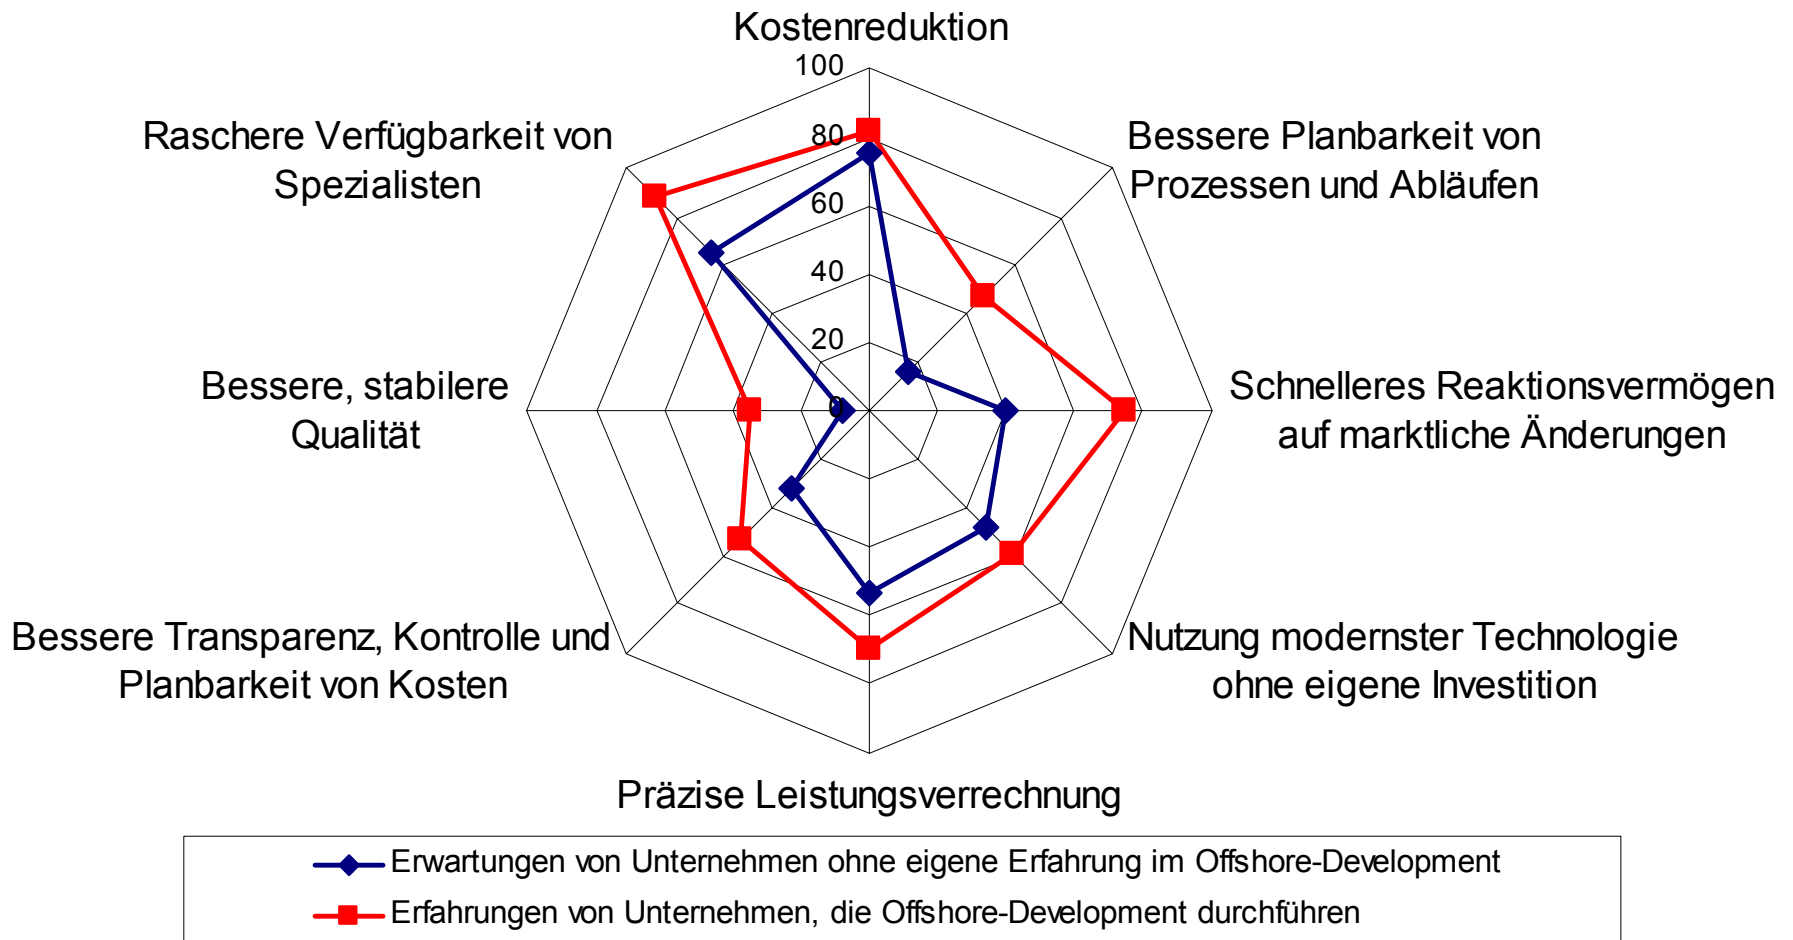 Kostenreduktion
100
Raschere Verfügbarkeit von
Spezialisten
Bessere Planbarkeit von
Prozessen und Abläufen
80
60
40
20
0
Bessere, stabilere
Qualität
Schnelleres Reaktionsvermögen
auf marktliche Änderungen
Bessere Transparenz, Kontrolle und
Planbarkeit von Kosten
Nutzung modernster Technologie
ohne eigene Investition
Präzise Leistungsverrechnung
Erwartungen von Unternehmen ohne eigene Erfahrung im Offshore-Development
Erfahrungen von Unternehmen, die Offshore-Development durchführen